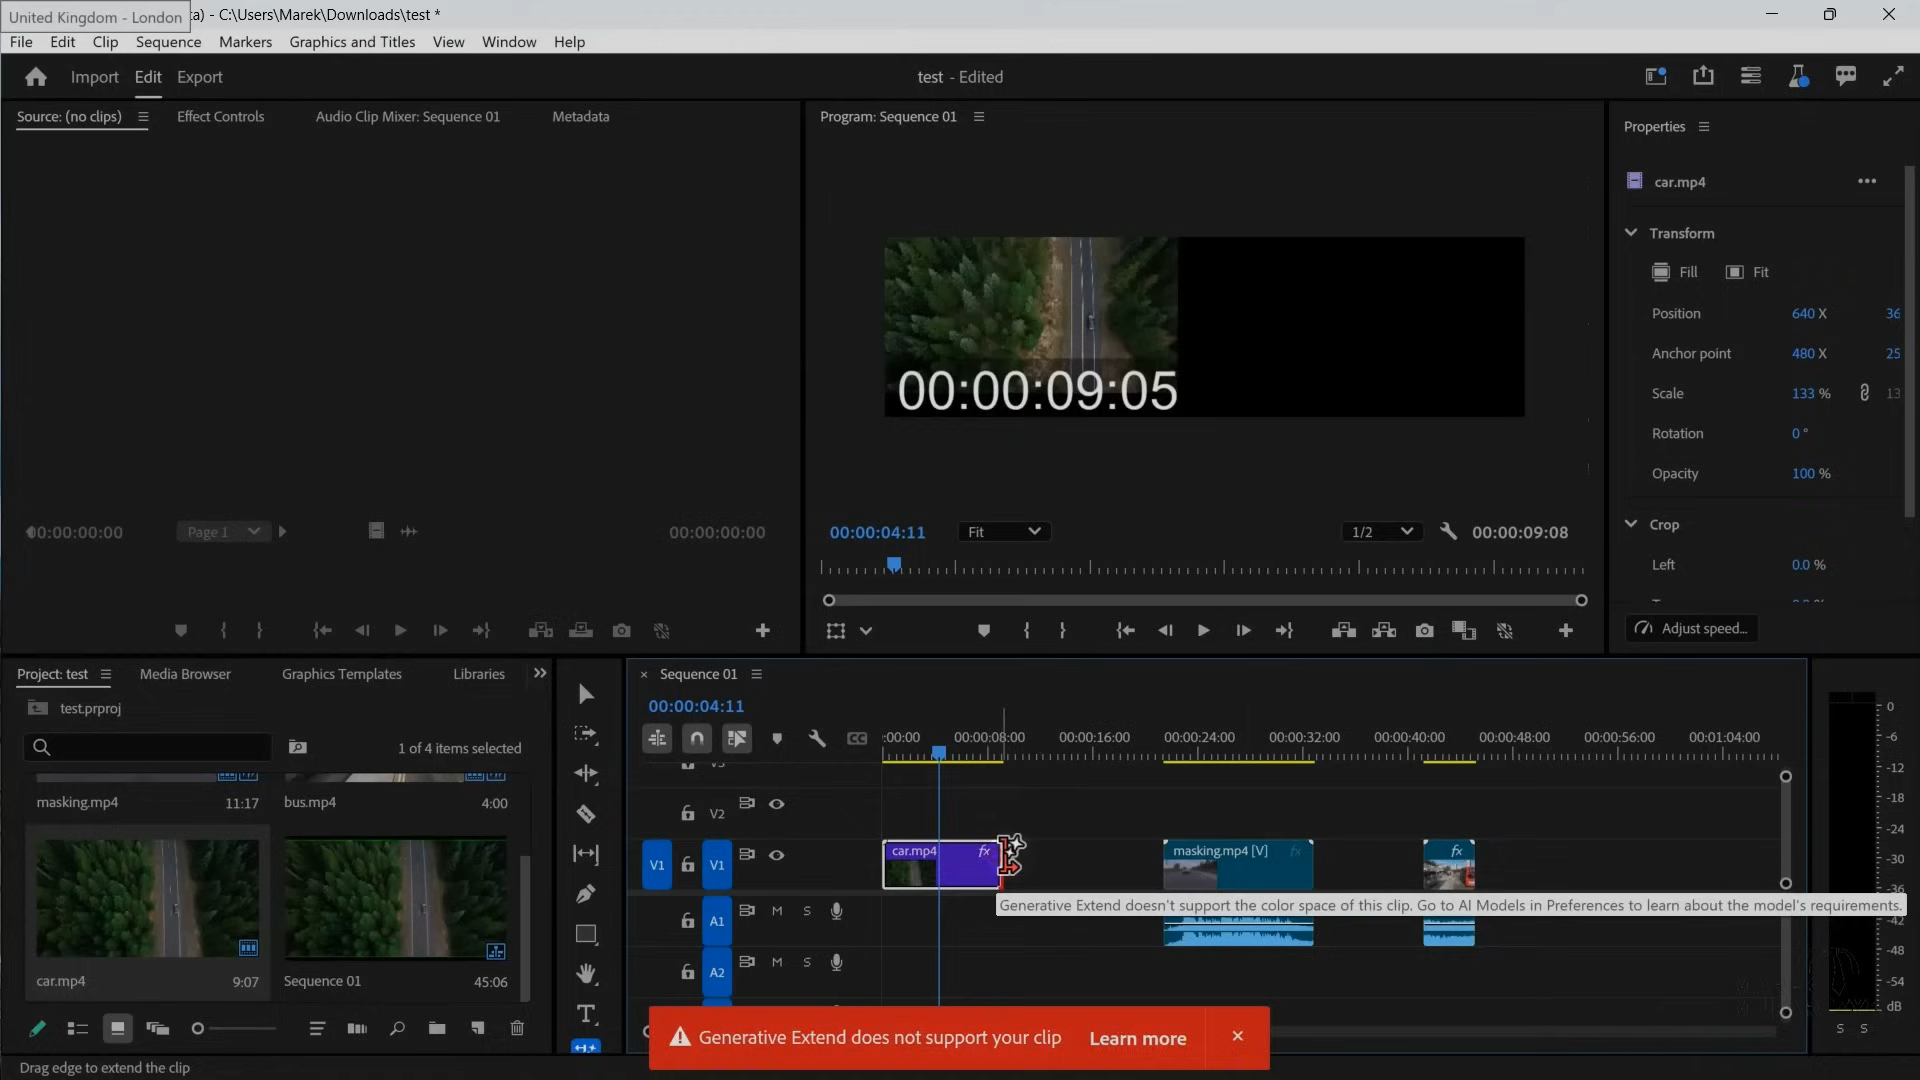 United Kingdom - London
ta) - C:\Users\Marek\Downloads\test *
File Edit Clip Sequence Markers Graphics and Titles View Window Help
Import Edit Export
test - Edited
Source: (no clips) Effect Controls Audio Clip Mixer: Sequence 01 Metadata
Program: Sequence 01
Properties
car.mp4
Transform
Fill Fit
Position 640 X 36
Anchor point 480 X 25
Scale 133 % 13
Rotation 0 °
Opacity 100 %
Crop
Left 0.0 %
Adjust speed...
00:00:09:05
00:00:00:00 Page 1 00:00:00:00
00:00:04:11 Fit 1/2 00:00:09:08
Project: test Media Browser Graphics Templates Libraries
test.prproj
1 of 4 items selected
masking.mp4 11:17 bus.mp4 4:00
car.mp4 9:07 Sequence 01 45:06
Sequence 01
00:00:04:11
CC
:00:00 00:00:08:00 00:00:16:00 00:00:24:00 00:00:32:00 00:00:40:00 00:00:48:00 00:00:56:00 00:01:04:00
V2
V1 V1
car.mp4 fx
masking.mp4 [V] fx
fx
Generative Extend doesn't support the color space of this clip. Go to AI Models in Preferences to learn about the model's requirements.
A1 M S
A2 M S
0
-6
-12
-18
-24
-30
-36
-42
-48
-54
dB
S S
Generative Extend does not support your clip Learn more
Drag edge to extend the clip